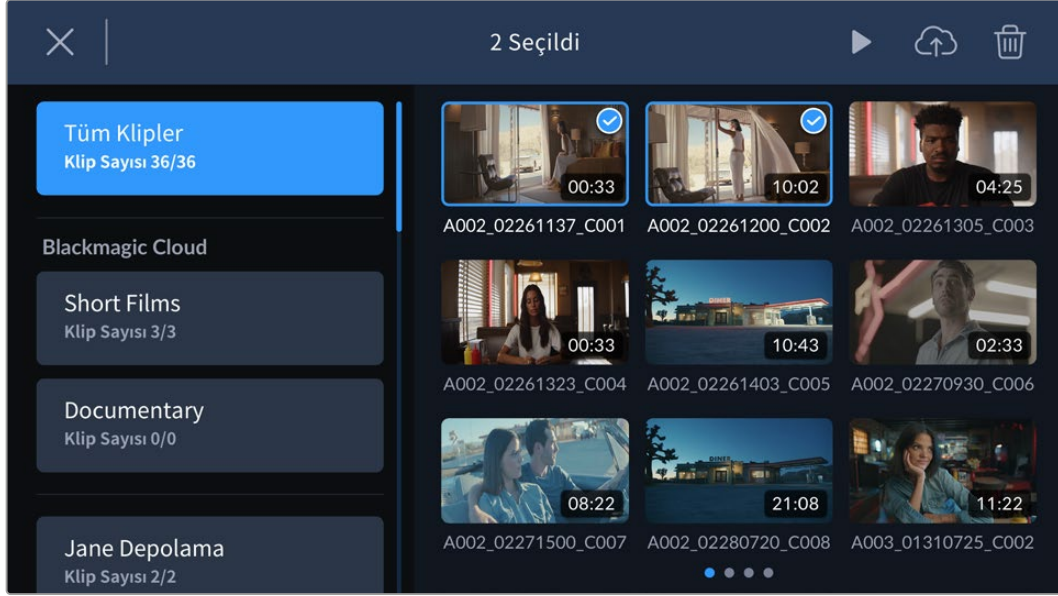 2 Seçildi
Tüm Klipler
Klip Sayısı 36/36
Blackmagic Cloud
Short Films
Klip Sayısı 3/3
Documentary
Klip Sayısı 0/0
Jane Depolama
Klip Sayısı 2/2
00:33
10:02
04:25
A002_02261137_C001
A002_02261200_C002
A002_02261305_C003
DINER
00:33
10:43
02:33
A002_02261323_C004
A002_02261403_C005
A002_02270930_C006
DINER
08:22
21:08
11:22
A002_02271500_C007
A002_02280720_C008
A003_01310725_C002